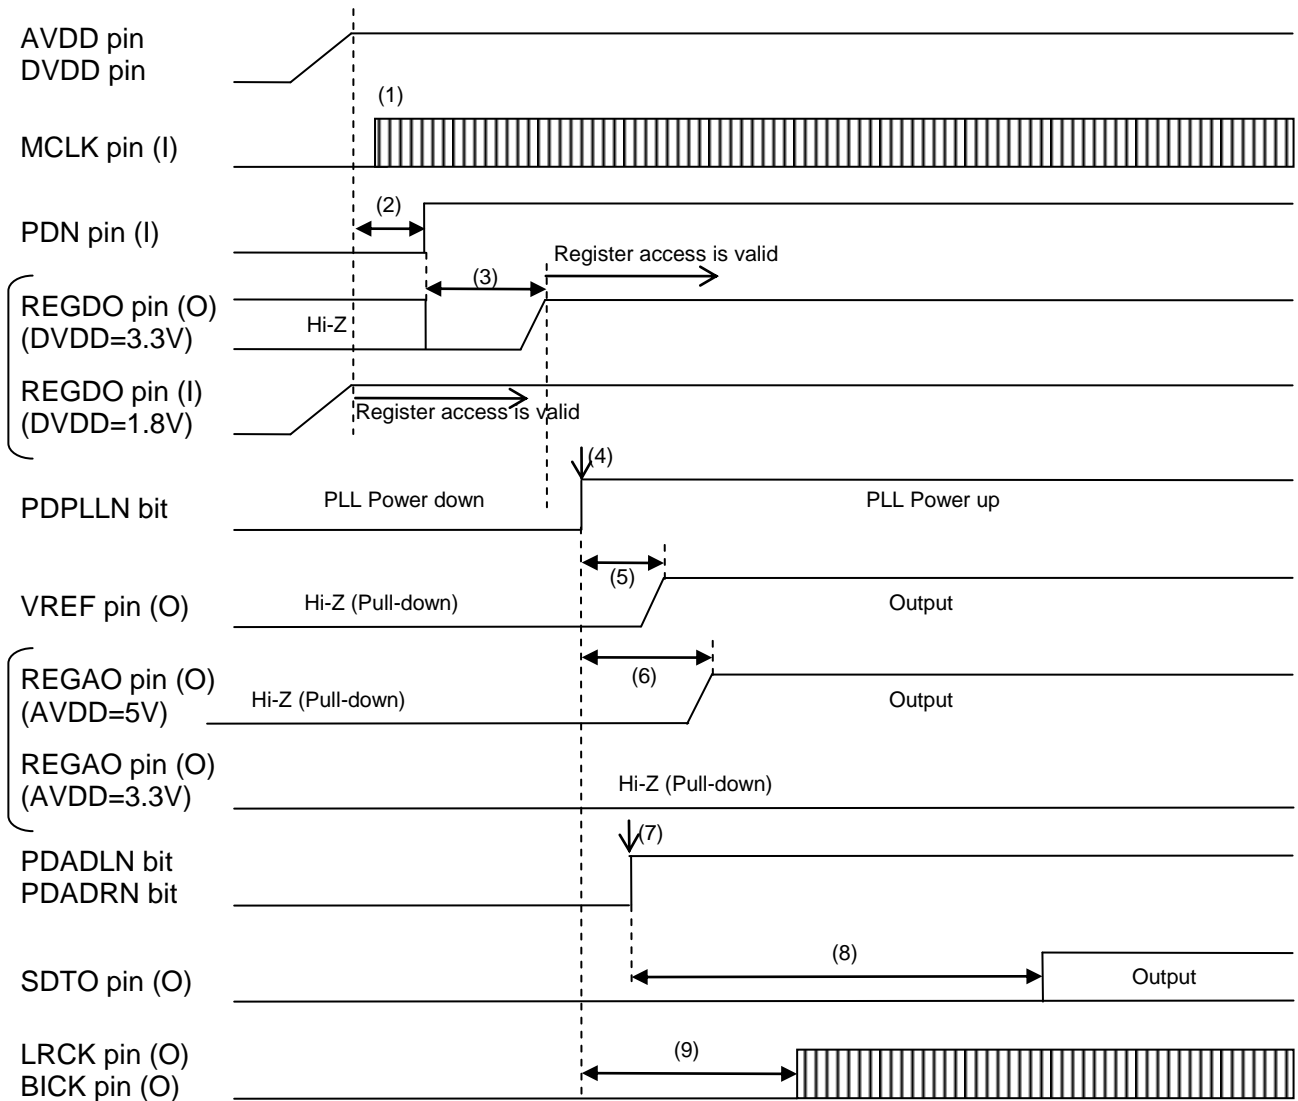 AVDD pin
DVDD pin
(1)
MCLK pin (I)
(2)
PDN pin (I)
Register access is valid
(3)
REGDO pin (O)
(DVDD=3.3V)
Hi-Z
REGDO pin (I)
(DVDD=1.8V)
Register access is valid
(4)
PDPLLN bit
PLL Power down
PLL Power up
(5)
VREF pin (O)
Hi-Z (Pull-down)
Output
(6)
REGAO pin (O)
(AVDD=5V)
Hi-Z (Pull-down)
Output
REGAO pin (O)
(AVDD=3.3V)
Hi-Z (Pull-down)
(7)
PDADLN bit
PDADRN bit
(8)
SDTO pin (O)
Output
(9)
LRCK pin (O)
BICK pin (O)